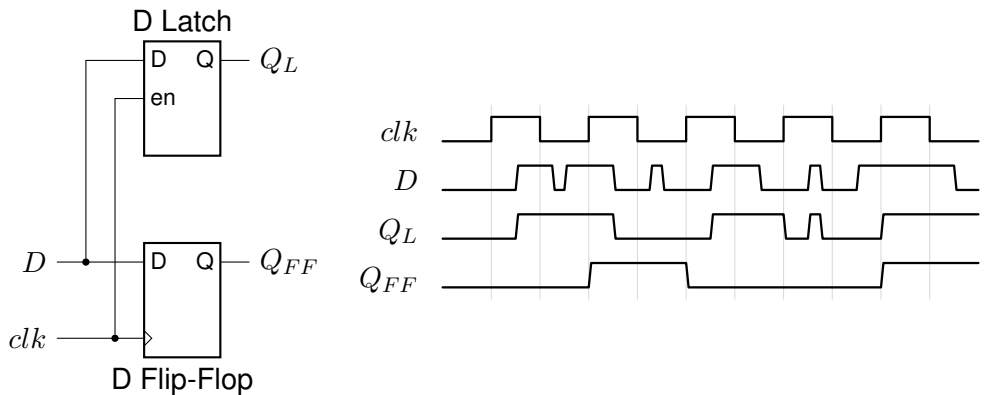 D Latch
D Q
en
Q_L
D Q
Q_FF
D
clk
D Flip-Flop
clk
D
Q_L
Q_FF